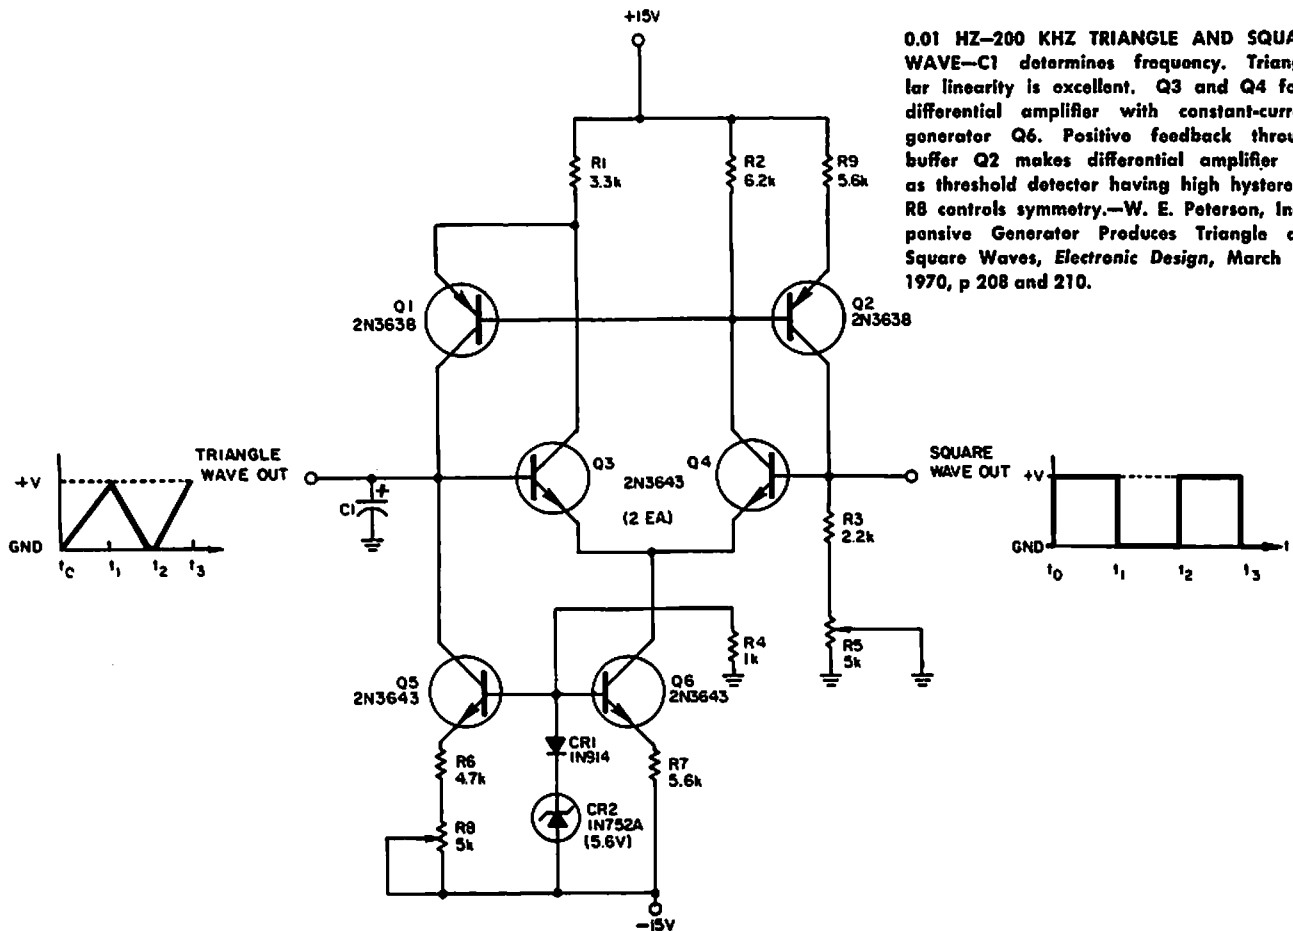 +15V
0.01 HZ–200 KHZ TRIANGLE AND SQUA
WAVE—C1 determines frequency. Triang
lar linearity is excellent. Q3 and Q4 fo
differential amplifier with constant-curr
generator Q6. Positive feedback throu
buffer Q2 makes differential amplifier
as threshold detector having high hystere
R8 controls symmetry.—W. E. Peterson, In
pensive Generator Produces Triangle a
Square Waves, Electronic Design, March
1970, p 208 and 210.
R1
3.3k
R2
6.2k
R9
5.6k
Q1
2N3638
Q2
2N3638
TRIANGLE
WAVE OUT
+V
GND
t0 t1 t2 t3
C1
+
Q3
2N3643
(2 EA)
Q4
SQUARE
WAVE OUT
+V
GND
t
t0 t1 t2 t3
R3
2.2k
R4
1k
R5
5k
Q5
2N3643
Q6
2N3643
CR1
1N914
R6
4.7k
R7
5.6k
CR2
1N752A
(5.6V)
R8
5k
-15V